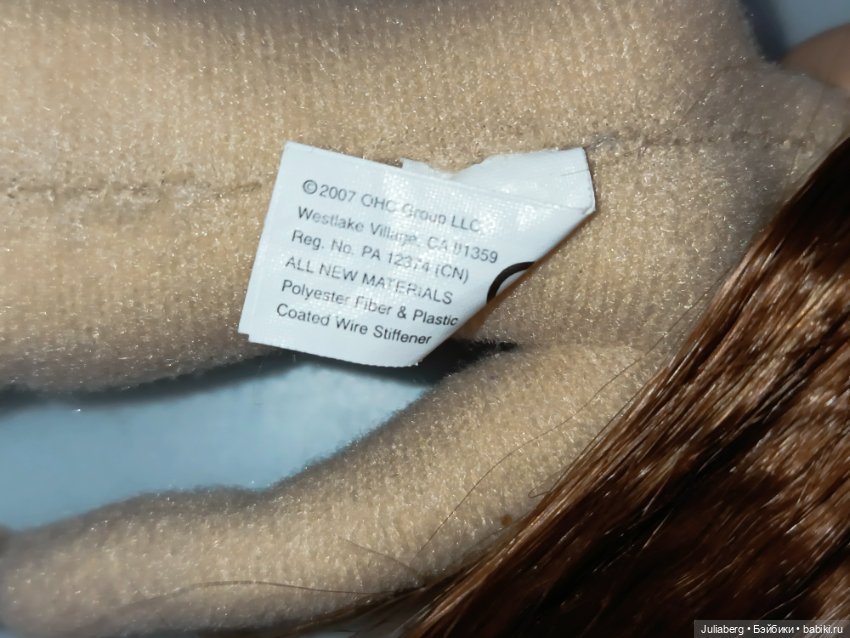 ©2007 OHC Group LLC
Westlake Village, CA 91359
Reg. No. PA 12374 (CN)
ALL NEW MATERIALS
Polyester Fiber & Plastic
Coated Wire Stiffener
Juliaberg • Бэйбики • babiki.ru